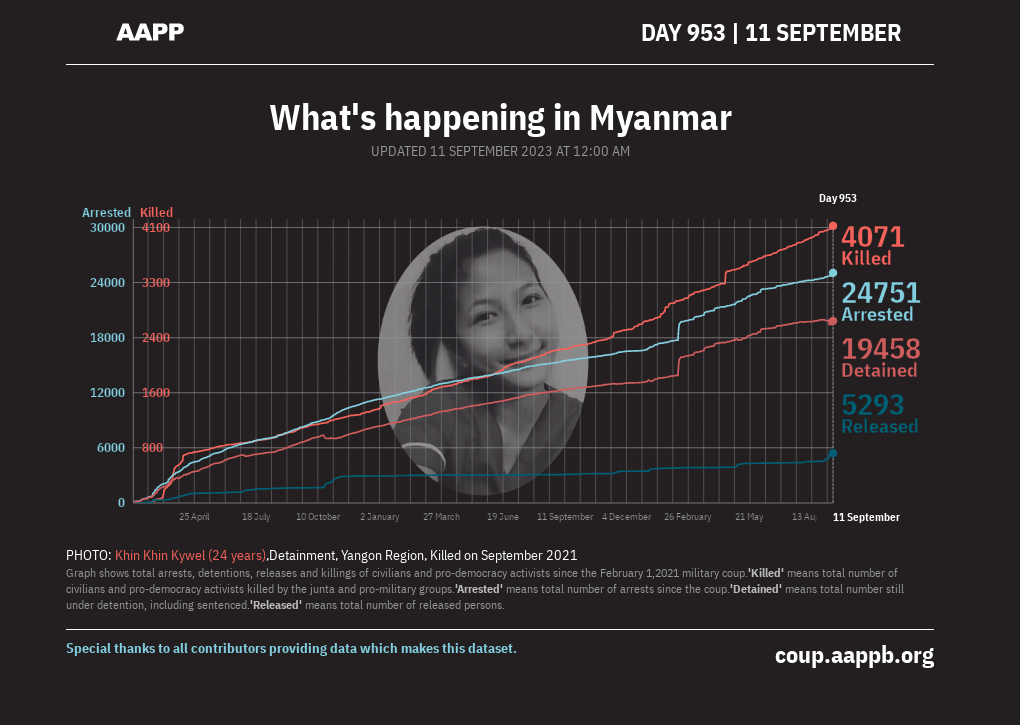 AAPP
DAY 953 | 11 SEPTEMBER
What's happening in Myanmar
UPDATED 11 SEPTEMBER 2023 AT 12:00 AM
Day 953
Arrested Killed
30000 4100
24000 3300
18000 2400
12000 1600
6000 800
0
4071
Killed
24751
Arrested
19458
Detained
5293
Released
25 April 18 July 10 October 2 January 27 March 19 June 11 September 4 December 26 February 21 May 13 11 September
PHOTO: Khin Khin Kywel (24 years),Detainment, Yangon Region, Killed on September 2021
Graph shows total arrests, detentions, releases and killings of civilians and pro-democracy activists since the February 1,2021 military coup.'Killed' means total number of
civilians and pro-democracy activists killed by the junta and pro-military groups.'Arrested' means total number of arrests since the coup.'Detained' means total number still
under detention, including sentenced.'Released' means total number of released persons.
Special thanks to all contributors providing data which makes this dataset.
coup.aappb.org